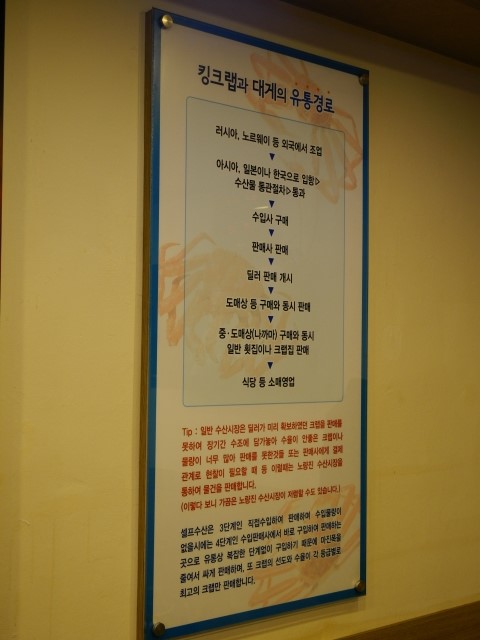 킹크랩과 대게의 유통경로
러시아, 노르웨이 등 외국에서 조업
▼
아시아, 일본이나 한국으로 입항▷
수산물 통관절차▷통과
▼
수입사 구매
▼
판매사 판매
▼
딜러 판매 개시
▼
도매상 등 구매와 동시 판매
▼
중·도매상(나까마) 구매와 동시
일반 횟집이나 크랩집 판매
▼
식당 등 소매영업
Tip : 일반 수산시장은 딜러가 미리 확보하였던 크랩을 판매를
못하여 장기간 수조에 담가놓아 수율이 안좋은 크랩이나
물량이 너무 많아 판매를 못한것들 또는 판매사에게 결제
관계로 현찰이 필요할 때 등 이럴때는 노량진 수산시장을
통하여 물건을 판매합니다.
(이렇다 보니 가끔은 노량진 수산시장이 저렴할 수도 있습니다.)
셀프수산은 3단계인 직접수입하여 판매하며 수입물량이
없을시에는 4단계인 수입판매사에서 바로 구입하여 판매하는
곳으로 유통상 복잡한 단계없이 구입하기 때문에 마진폭을
줄여서 싸게 판매하며, 또 크랩의 선도와 수율이 각 등급별로
최고의 크랩만 판매합니다.